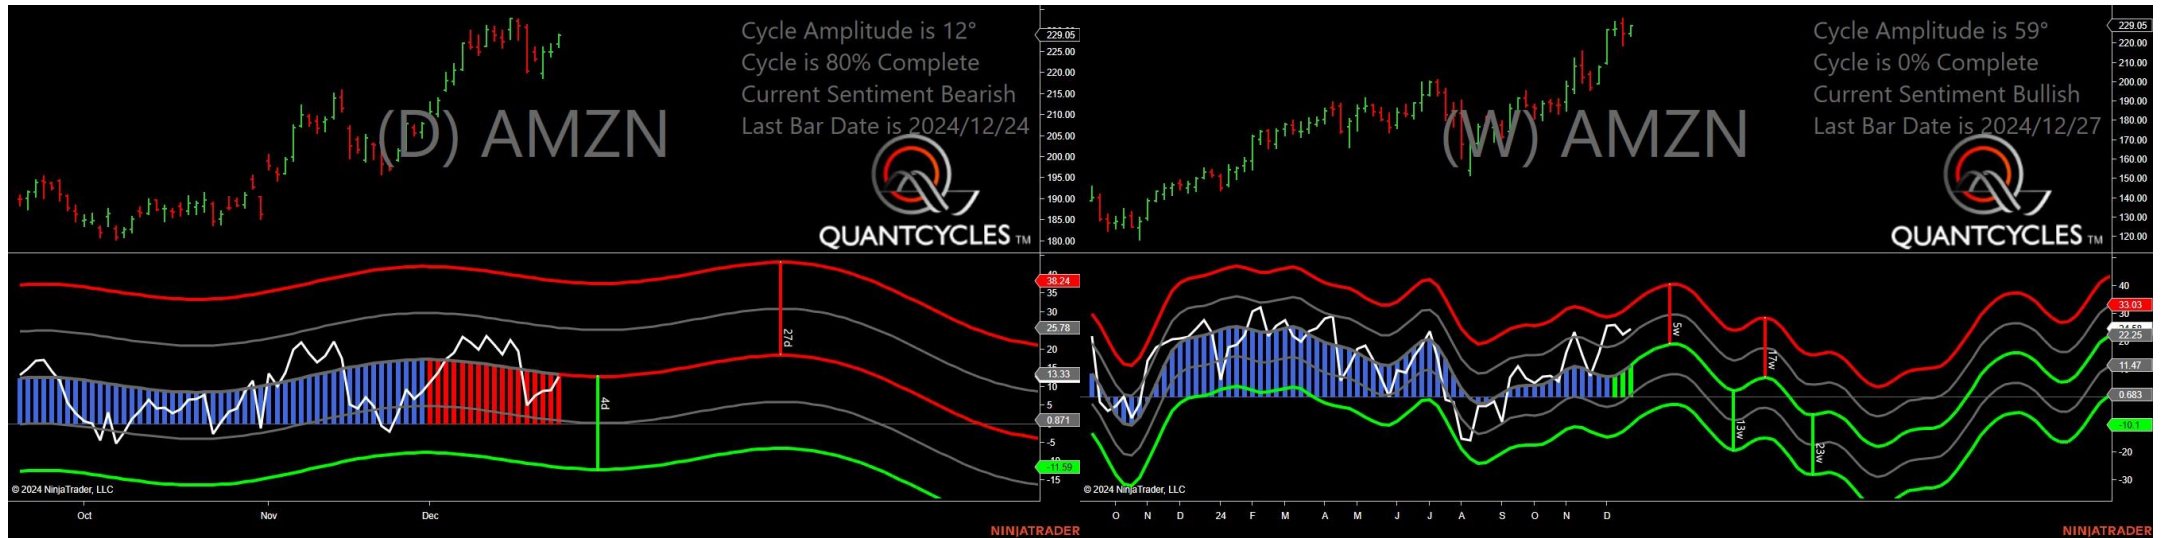 Cycle Amplitude is 12°
Cycle is 80% Complete
Current Sentiment Bearish
Last Bar Date is 2024/12/24
(D) AMZN
QUANTCYCLES TM
229.05
225.00
220.00
215.00
210.00
205.00
200.00
195.00
190.00
185.00
180.00
38.24
35
30
25.78
20
13.33
10
5
0.871
-5
-11.59
-15
27d
4d
© 2024 NinjaTrader, LLC
Oct Nov Dec
NINJATRADER
Cycle Amplitude is 59°
Cycle is 0% Complete
Current Sentiment Bullish
Last Bar Date is 2024/12/27
(W) AMZN
QUANTCYCLES TM
229.05
220.00
210.00
200.00
190.00
180.00
170.00
160.00
150.00
140.00
130.00
120.00
40
33.03
30
22.25
11.47
0.683
-10.1
-20
-30
5w
17w
13w
23w
© 2024 NinjaTrader, LLC
O N D 24 F M A M J J A S O N D
NINJATRADER